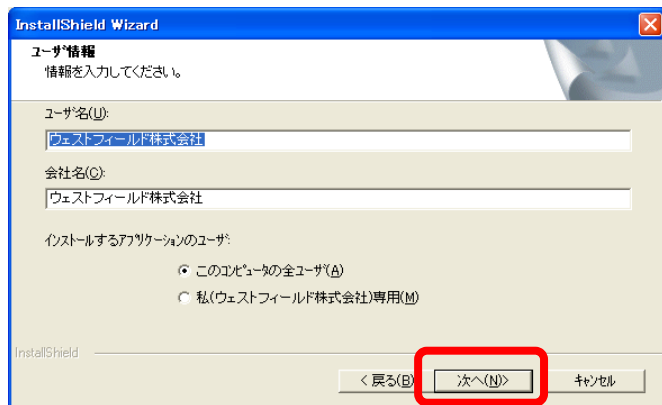 InstallShield Wizard
ユーザ情報
情報を入力してください。
ユーザ名(U):
ウェストフィールド株式会社
会社名(C):
ウェストフィールド株式会社
インストールするアプリケーションのユーザ:
このコンピュータの全ユーザ(A)
私(ウェストフィールド株式会社)専用(M)
InstallShield
< 戻る(B) 次へ(N)> キャンセル